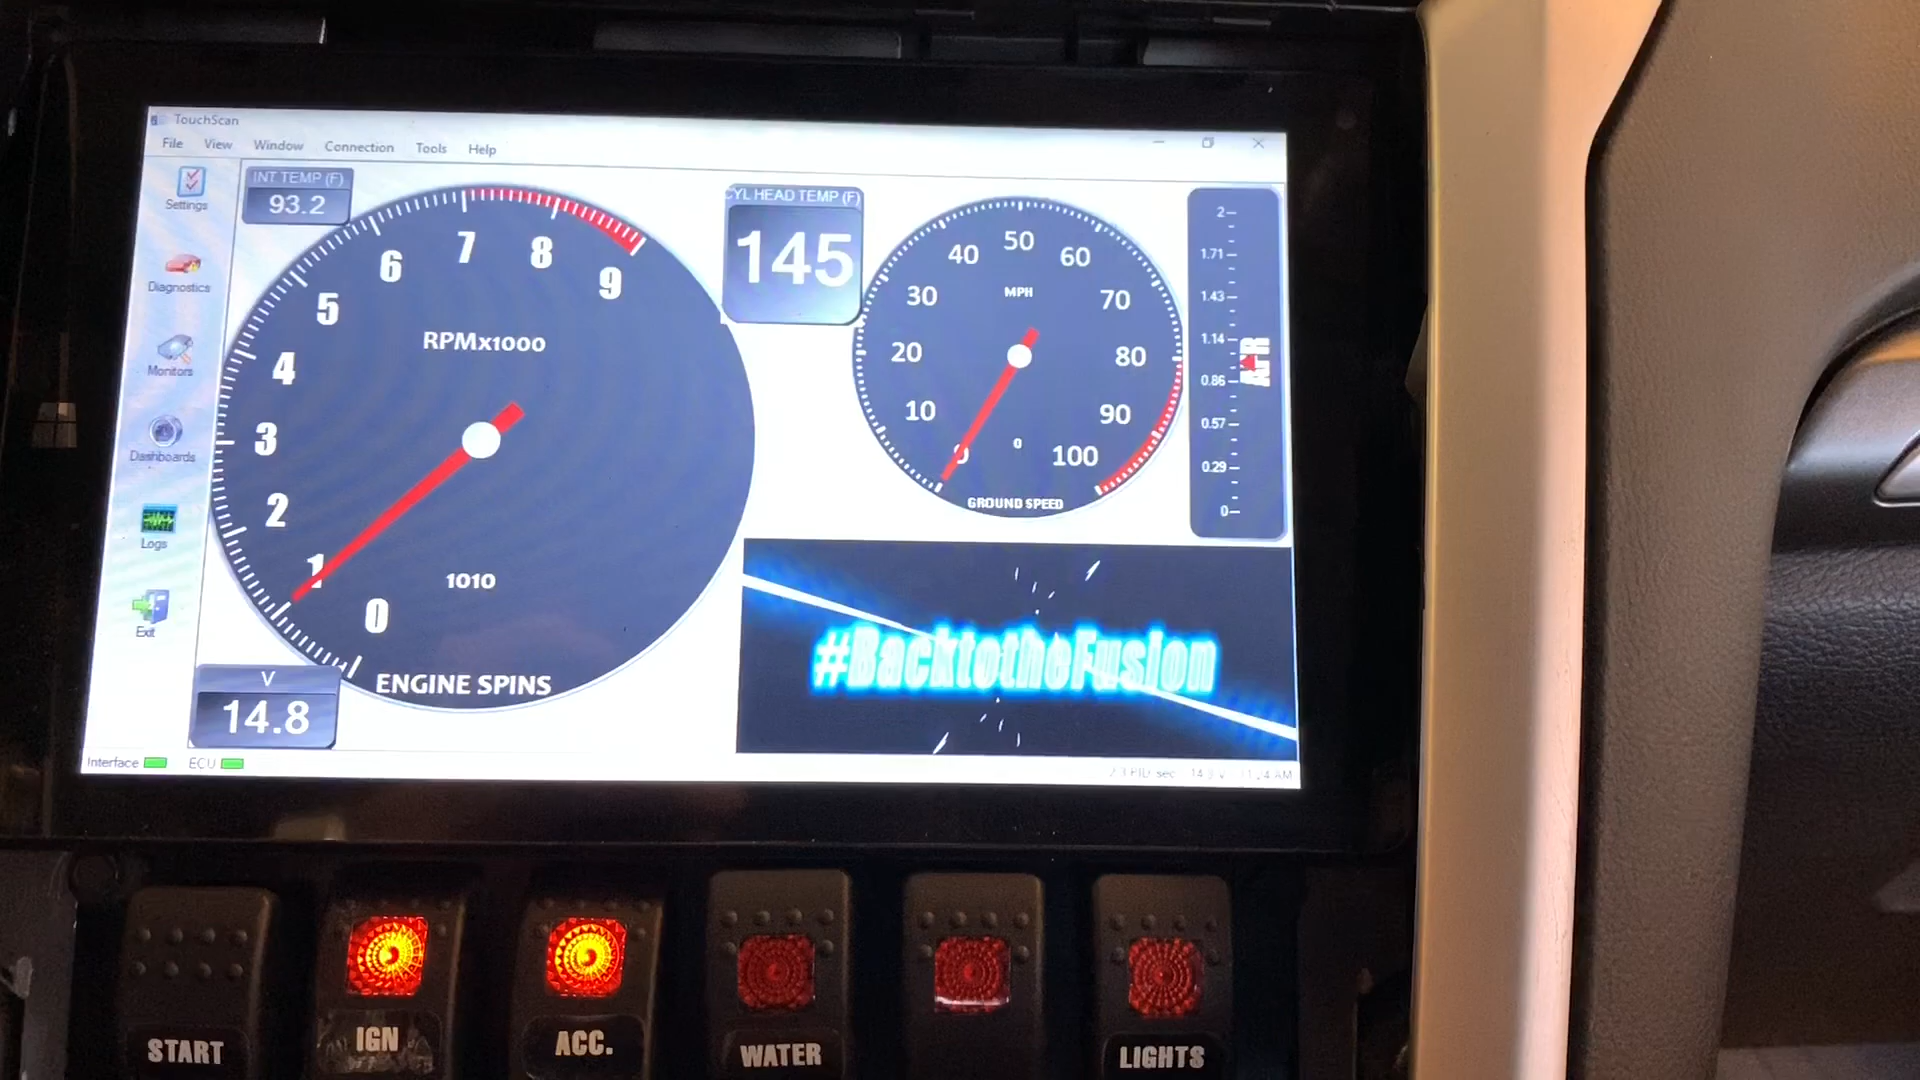 TouchScan
File View Window Connection Tools Help
Settings
Diagnostics
Monitors
Dashboards
Logs
Exit
INT TEMP (F)
93.2
0 1 2 3 4 5 6 7 8 9
RPMx1000
1010
ENGINE SPINS
V
14.8
CYL HEAD TEMP (F)
145
0 10 20 30 40 50 60 70 80 90 100
MPH
0
GROUND SPEED
2
1.71
1.43
1.14
0.86
0.57
0.29
0
AFR
#BacktotheFusion
Interface ECU
START IGN ACC. WATER LIGHTS